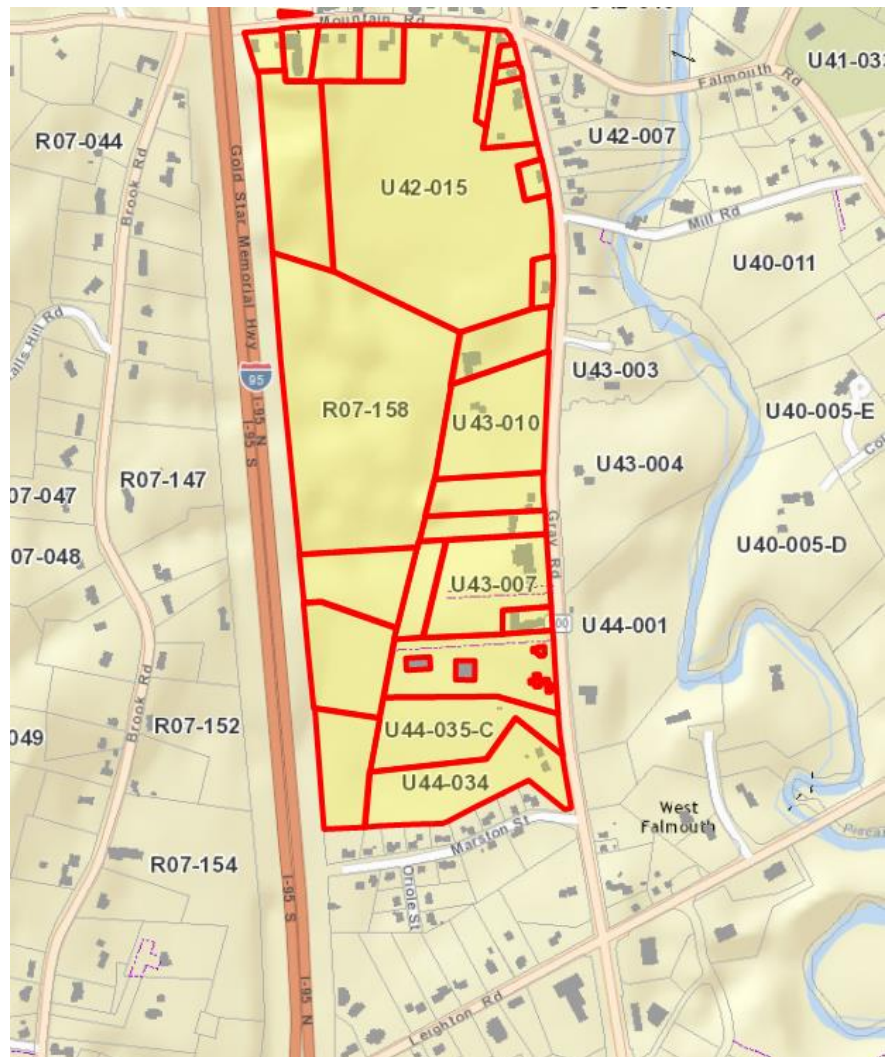 Mountain Rd
U41-033
Falmouth Rd
R07-044
U42-007
Brook Rd
Gold Star Memorial Hwy
U42-015
Mill Rd
U40-011
95
I-95 N
I-95 S
U43-003
R07-158
U43-010
U40-005-E
U43-004
R07-147
07-047
Gray Rd
U40-005-D
07-048
U43-007
U44-001
Brook Rd
R07-152
049
U44-035-C
U44-034
West
Falmouth
Marston St
R07-154
Oriole St
I-95 S
I-95 N
Leighton Rd